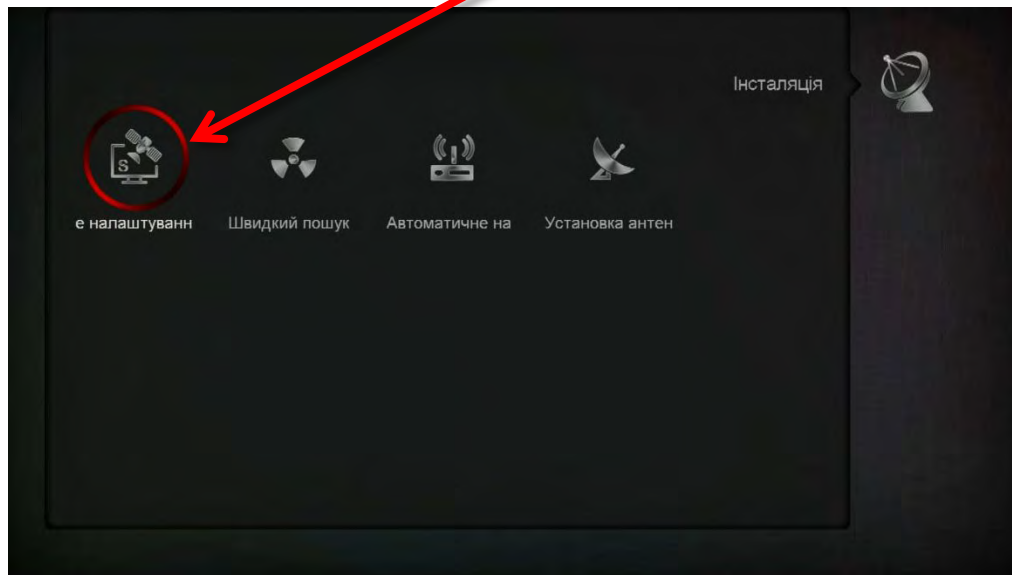 Інсталяція
S
е налаштуванн Швидкий пошук Автоматичне на Установка антен